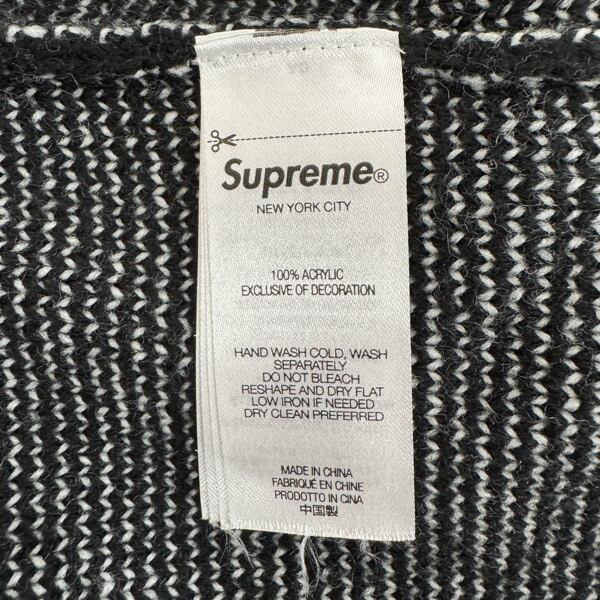 Supreme®
NEW YORK CITY
100% ACRYLIC
EXCLUSIVE OF DECORATION
HAND WASH COLD, WASH
SEPARATELY
DO NOT BLEACH
RESHAPE AND DRY FLAT
LOW IRON IF NEEDED
DRY CLEAN PREFERRED
MADE IN CHINA
FABRIQUÉ EN CHINE
PRODOTTO IN CINA
中国製